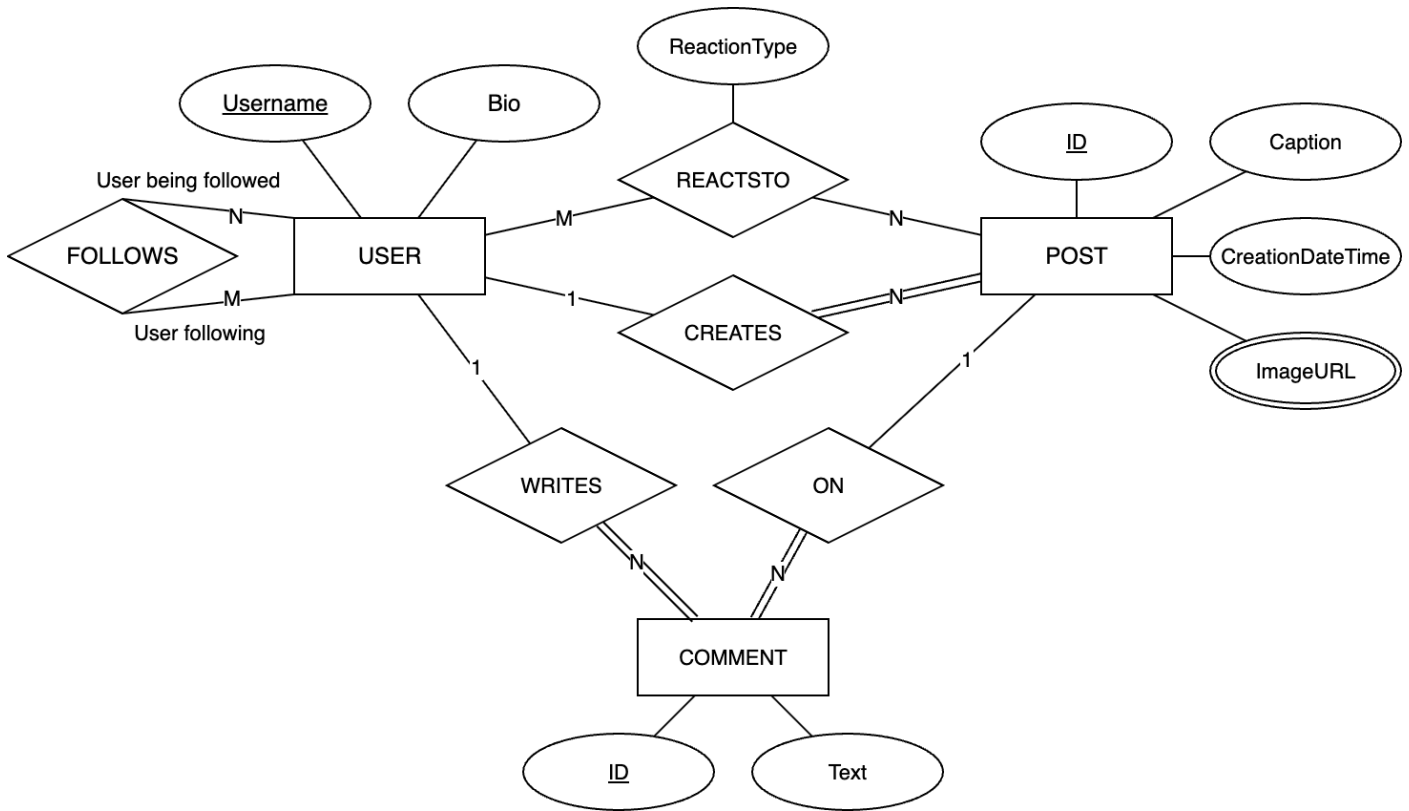 ReactionType
Username
Bio
ID
Caption
User being followed
REACTSTO
N
M
N
FOLLOWS
USER
POST
CreationDateTime
M
1
N
User following
CREATES
1
1
ImageURL
WRITES
ON
N
N
COMMENT
ID
Text